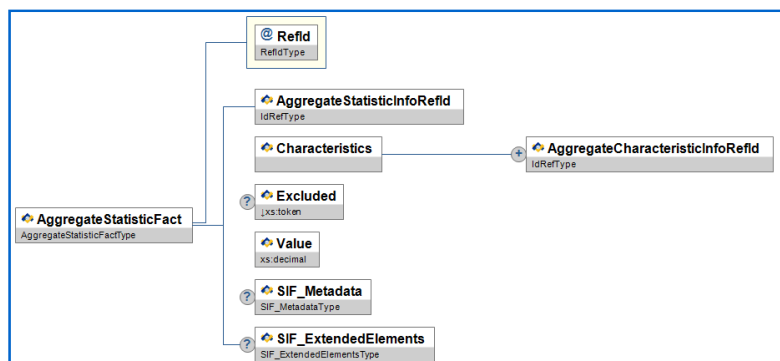 @ RefId
RefIdType
AggregateStatisticInfoRefId
IdRefType
Characteristics
+
AggregateCharacteristicInfoRefId
IdRefType
?
Excluded
↓xs:token
AggregateStatisticFact
AggregateStatisticFactType
Value
xs:decimal
?
SIF_Metadata
SIF_MetadataType
?
SIF_ExtendedElements
SIF_ExtendedElementsType